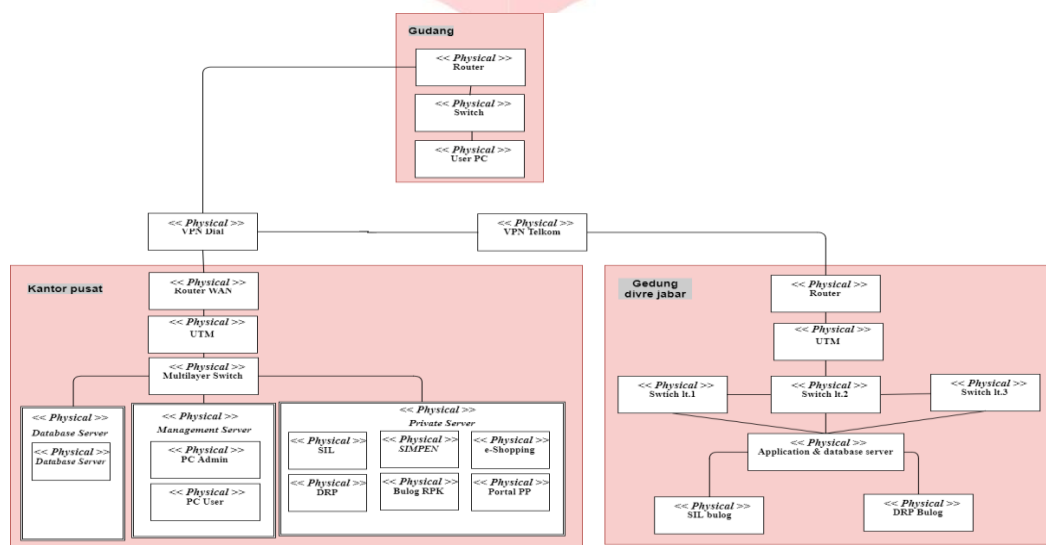 Gudang
<< Physical >>
Router
<< Physical >>
Switch
<< Physical >>
User PC
<< Physical >>
VPN Dial
<< Physical >>
VPN Telkom
Kantor pusat
<< Physical >>
Router WAN
<< Physical >>
UTM
<< Physical >>
Multilayer Switch
<< Physical >>
Database Server
<< Physical >>
Database Server
<< Physical >>
Management Server
<< Physical >>
PC Admin
<< Physical >>
PC User
<< Physical >>
Private Server
<< Physical >>
SIL
<< Physical >>
SIMPEN
<< Physical >>
e-Shopping
<< Physical >>
DRP
<< Physical >>
Bulog RPK
<< Physical >>
Portal PP
Gedung
divre jabar
<< Physical >>
Router
<< Physical >>
UTM
<< Physical >>
Swtich lt.1
<< Physical >>
Switch lt.2
<< Physical >>
Switch lt.3
<< Physical >>
Application & database server
<< Physical >>
SIL bulog
<< Physical >>
DRP Bulog